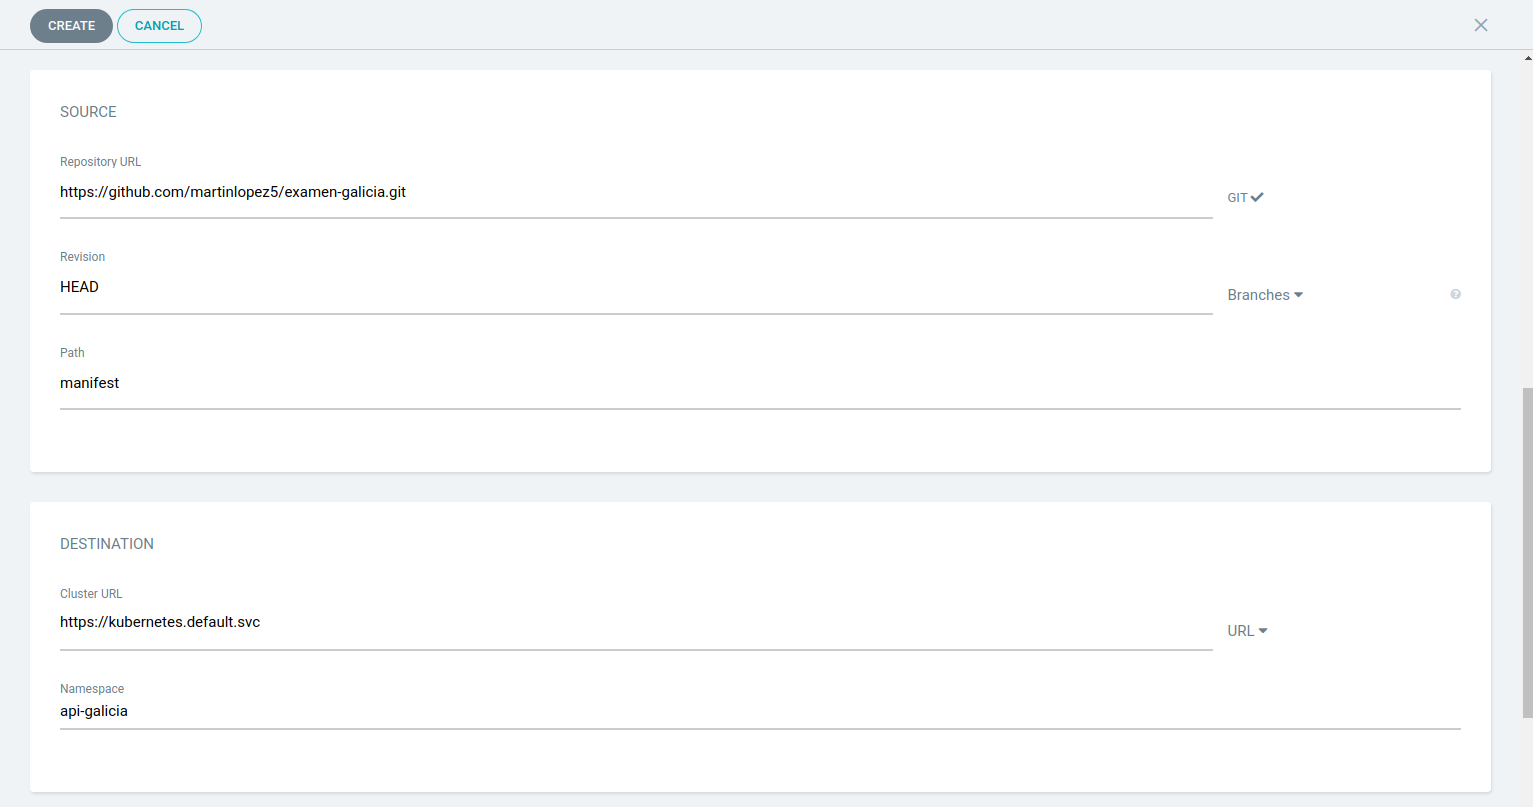 CREATE CANCEL
SOURCE
Repository URL
https://github.com/martinlopez5/examen-galicia.git
GIT
Revision
HEAD
Branches
Path
manifest
DESTINATION
Cluster URL
https://kubernetes.default.svc
URL
Namespace
api-galicia